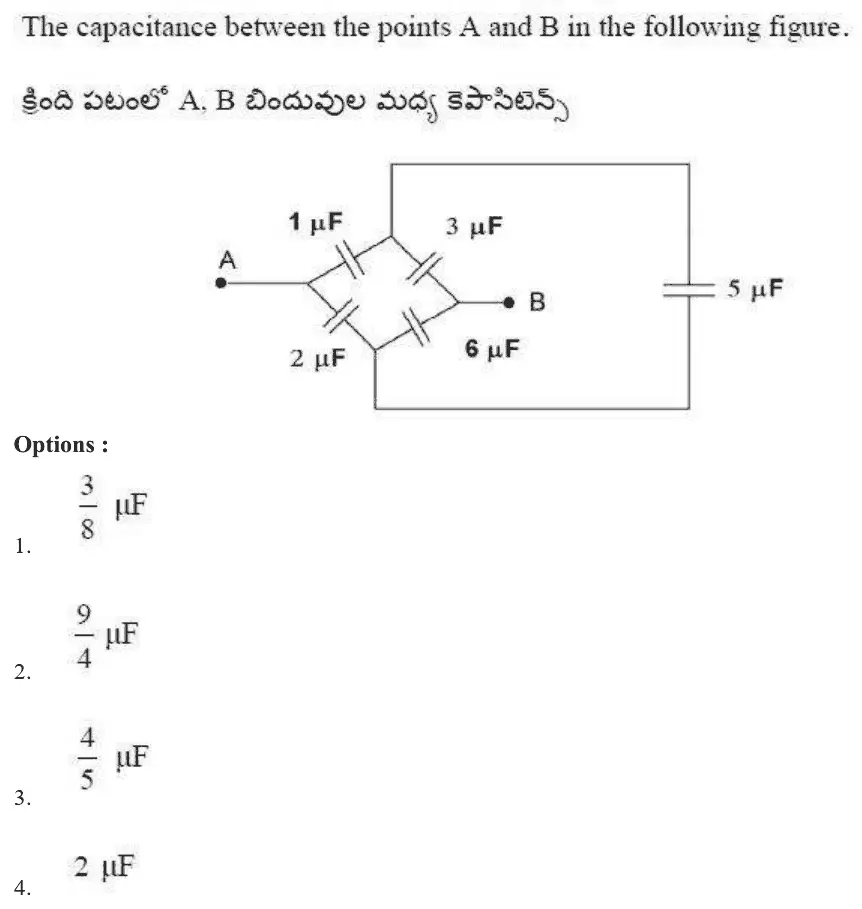 The capacitance between the points A and B in the following figure.
క్రింది పటంలో A, B బిందువుల మధ్య కెపాసిటెన్స్
1 μF
3 μF
A
5 μF
B
2 μF
6 μF
Options :
1. 3/8 μF
2. 9/4 μF
3. 4/5 μF
4. 2 μF